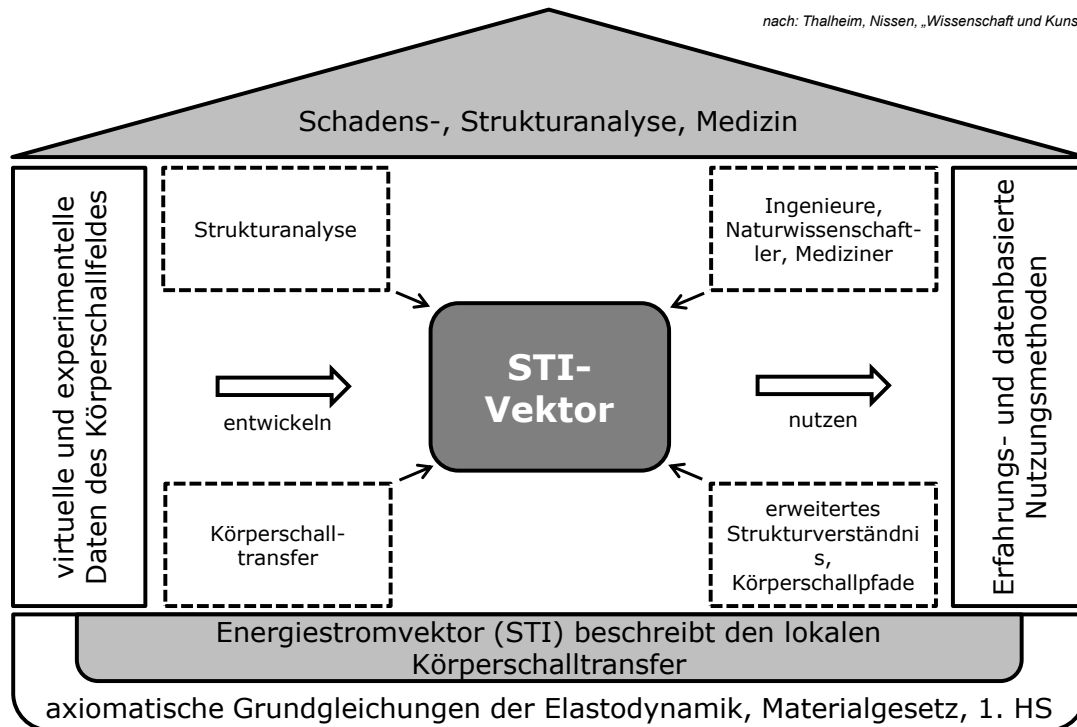 nach: Thalheim, Nissen, „Wissenschaft und Kuns
Schadens-, Strukturanalyse, Medizin
virtuelle und experimentelle
Daten des Körperschallfeldes
Strukturanalyse
Ingenieure,
Naturwissenschaft-
ler, Mediziner
STI-
Vektor
entwickeln
nutzen
Körperschall-
transfer
erweitertes
Strukturverständni
s,
Körperschallpfade
Erfahrungs- und datenbasierte
Nutzungsmethoden
Energiestromvektor (STI) beschreibt den lokalen
Körperschalltransfer
axiomatische Grundgleichungen der Elastodynamik, Materialgesetz, 1. HS